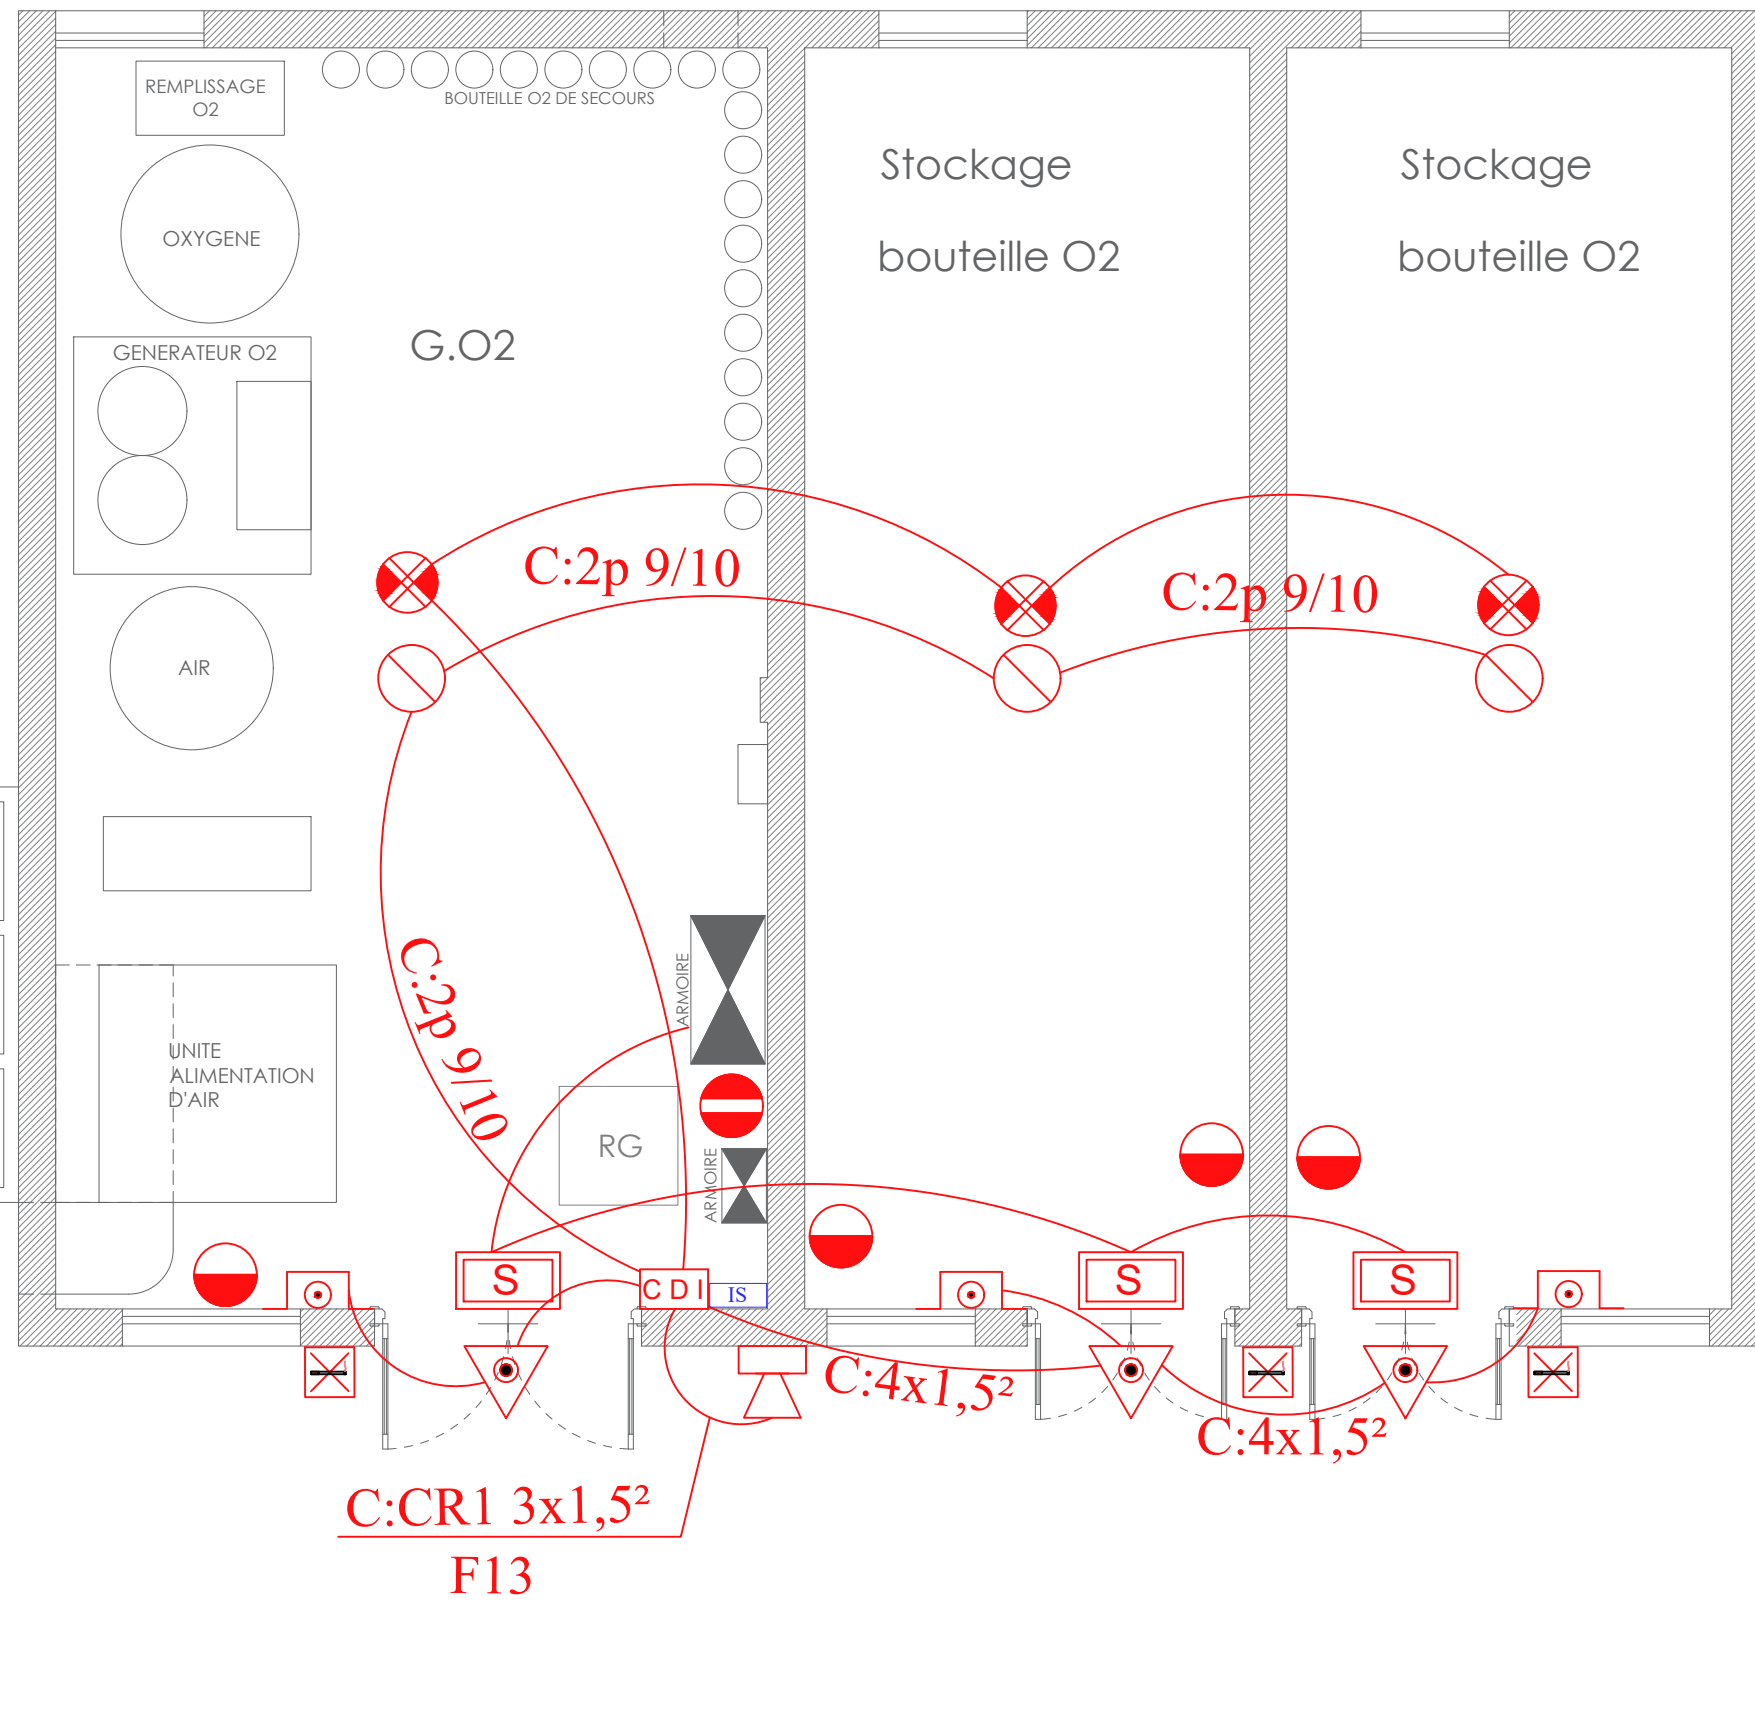 REMPLISSAGE
O2
BOUTEILLE O2 DE SECOURS
OXYGENE
GENERATEUR O2
G.O2
Stockage
bouteille O2
Stockage
bouteille O2
C:2p 9/10
C:2p 9/10
AIR
C:2p 9/10
ARMOIRE
UNITE
ALIMENTATION
D'AIR
RG
ARMOIRE
S
CDI
IS
S
S
C:4x1,5²
C:4x1,5²
C:CR1 3x1,5²
F13